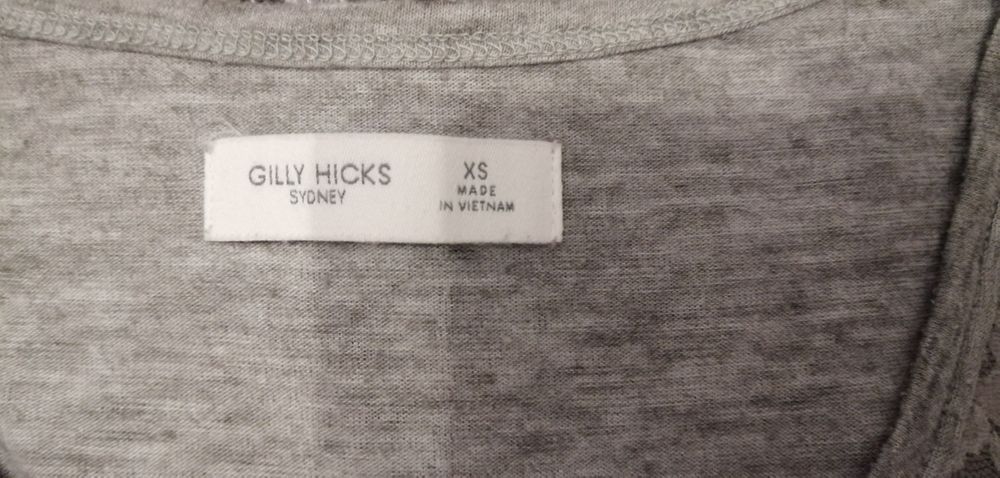 GILLY HICKS
SYDNEY
XS
MADE
IN VIETNAM